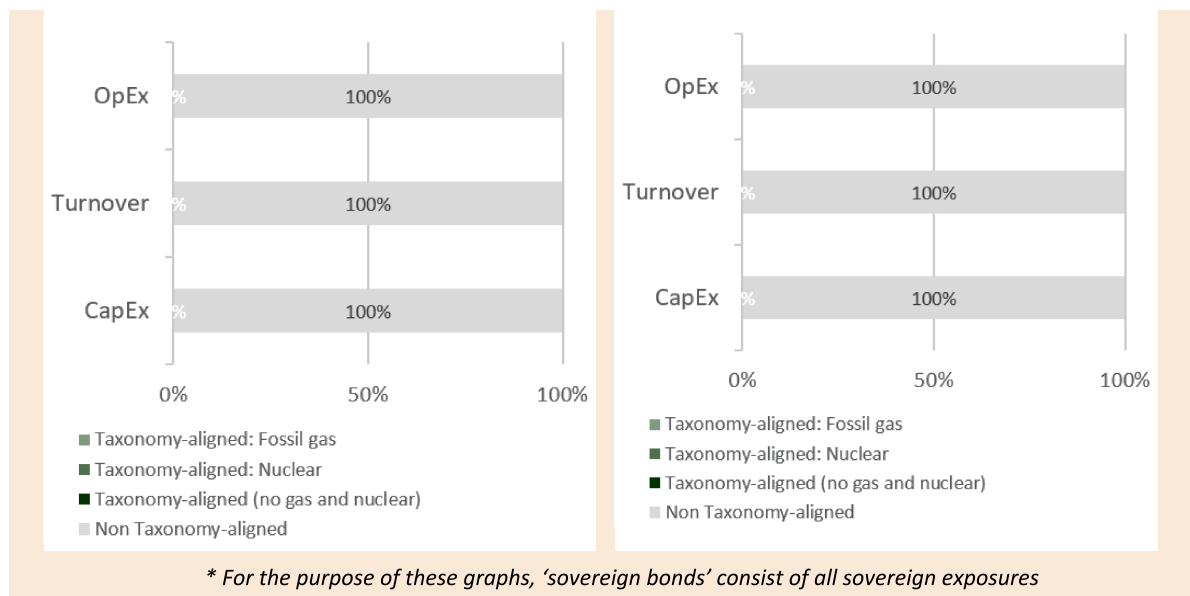 OpEx
% 100%
Turnover
% 100%
CapEx
% 100%
0% 50% 100%
Taxonomy-aligned: Fossil gas
Taxonomy-aligned: Nuclear
Taxonomy-aligned (no gas and nuclear)
Non Taxonomy-aligned
OpEx
% 100%
Turnover
% 100%
CapEx
% 100%
0% 50% 100%
Taxonomy-aligned: Fossil gas
Taxonomy-aligned: Nuclear
Taxonomy-aligned (no gas and nuclear)
Non Taxonomy-aligned
* For the purpose of these graphs, ‘sovereign bonds’ consist of all sovereign exposures